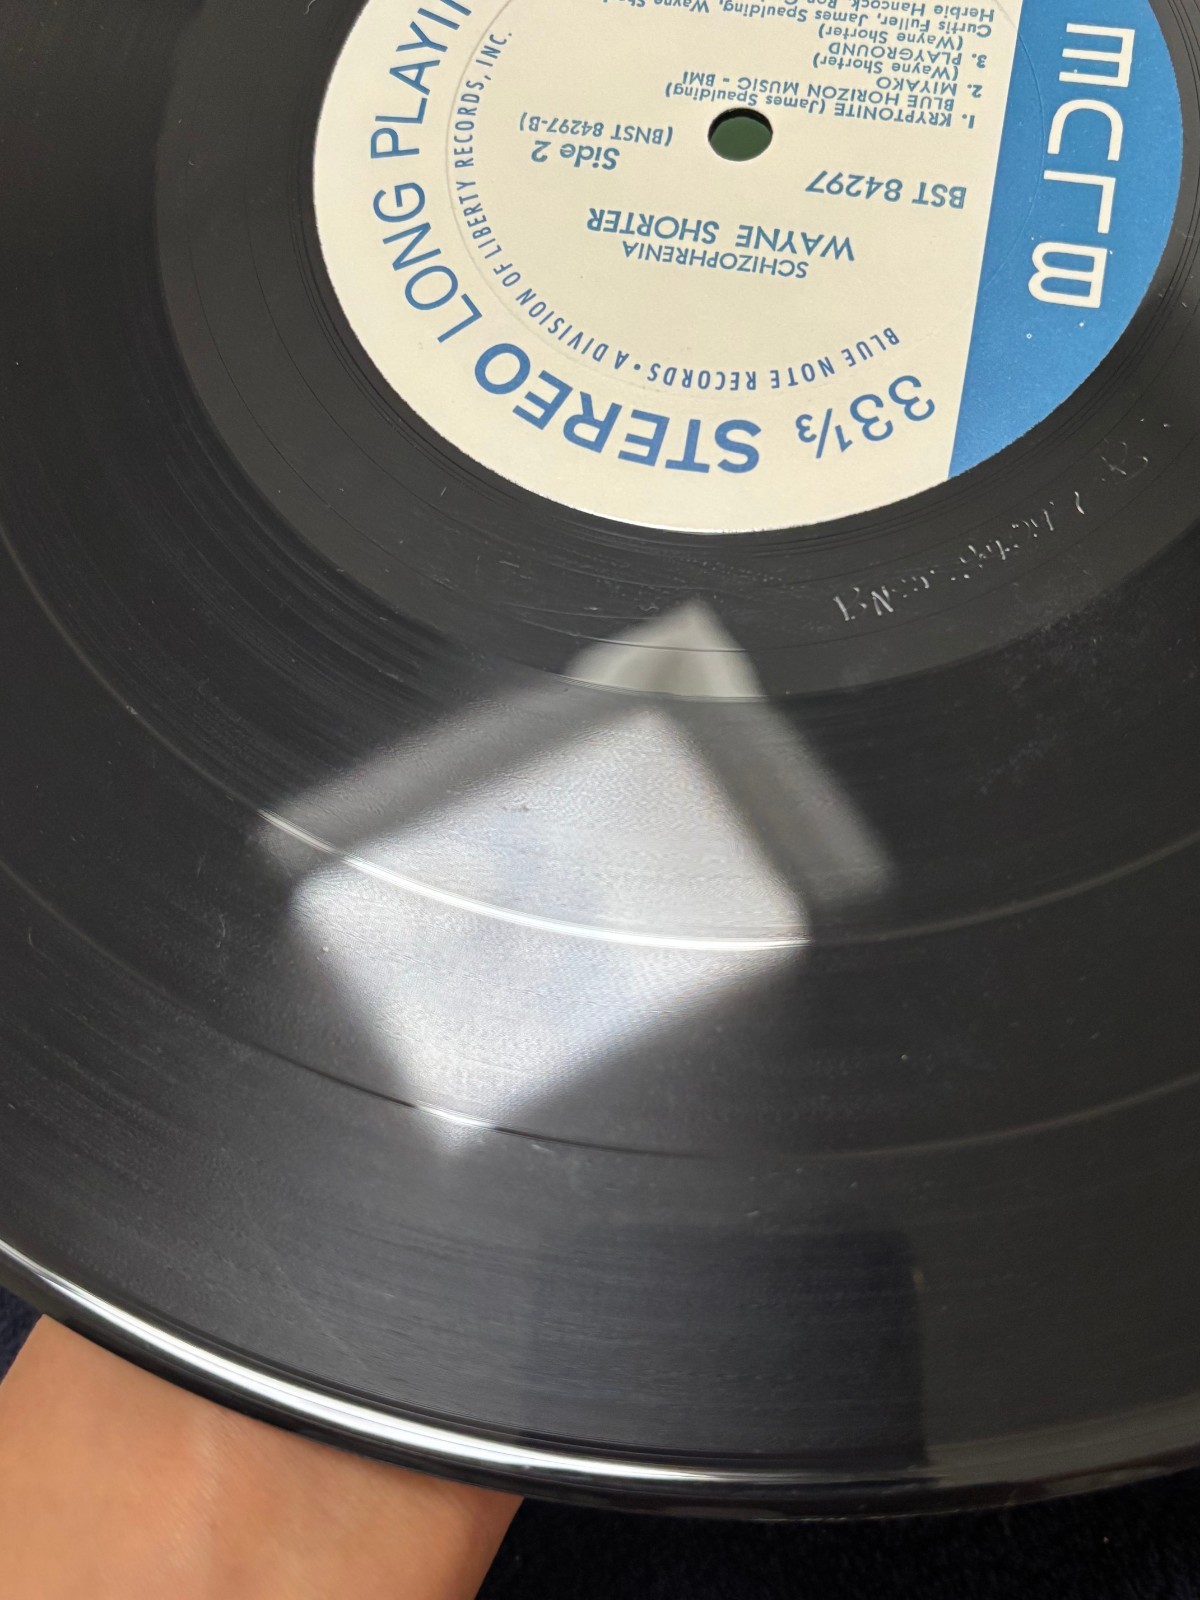 33 1/3 STEREO LONG PLAYI
BLUE NOTE RECORDS • A DIVISION OF LIBERTY RECORDS, INC.
SCHIZOPHRENIA
WAYNE SHORTER
BST 84297
Side 2
(BNST 84297-B)
1. KRYPTONITE (James Spaulding)
BLUE HORIZON MUSIC - BMI
2. MIYAKO
(Wayne Shorter)
3. PLAYGROUND
(Wayne Shorter)
Curtis Fuller, James Spaulding, Wayne
Herbie Hancock,